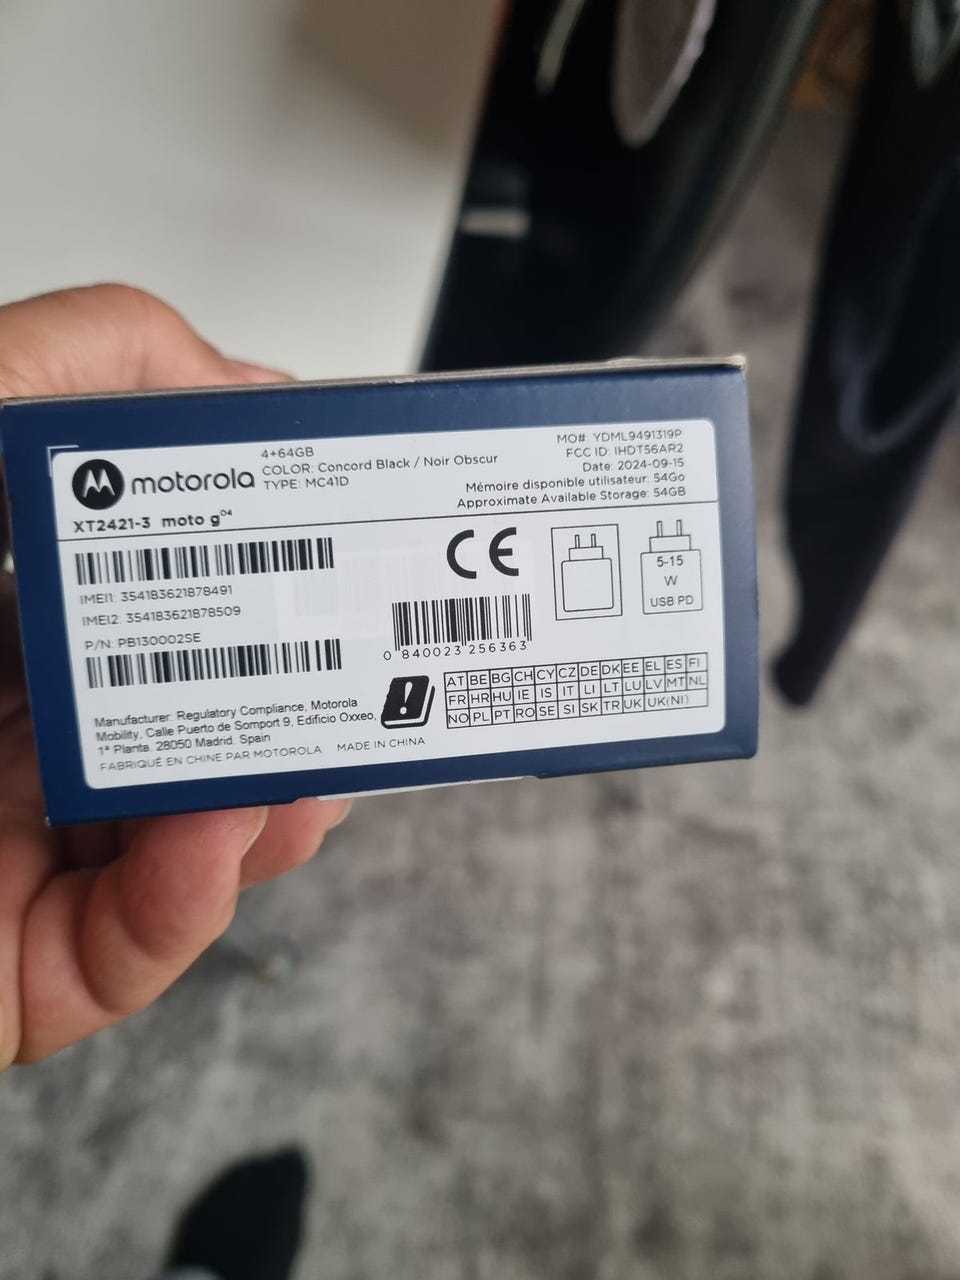 motorola
4+64GB
COLOR: Concord Black / Noir Obscur
TYPE: MC41D
XT2421-3 moto g04
MO#: YDML9491319P
FCC ID: IHDT56AR2
Date: 2024-09-15
Mémoire disponible utilisateur: 54Go
Approximate Available Storage: 54GB
IMEI1: 354183621878491
IMEI2: 354183621878509
P/N: PB130002SE
CE
0 840023 256363
5-15
W
USB PD
AT BE BG CH CY CZ DE DK EE EL ES FI
FR HR HU IE IS IT LI LT LU LV MT NL
NO PL PT RO SE SI SK TR UK UK(NI)
Manufacturer: Regulatory Compliance, Motorola
Mobility, Calle Puerto de Somport 9, Edificio Oxxeo,
1ª Planta. 28050 Madrid. Spain
FABRIQUÉ EN CHINE PAR MOTOROLA MADE IN CHINA